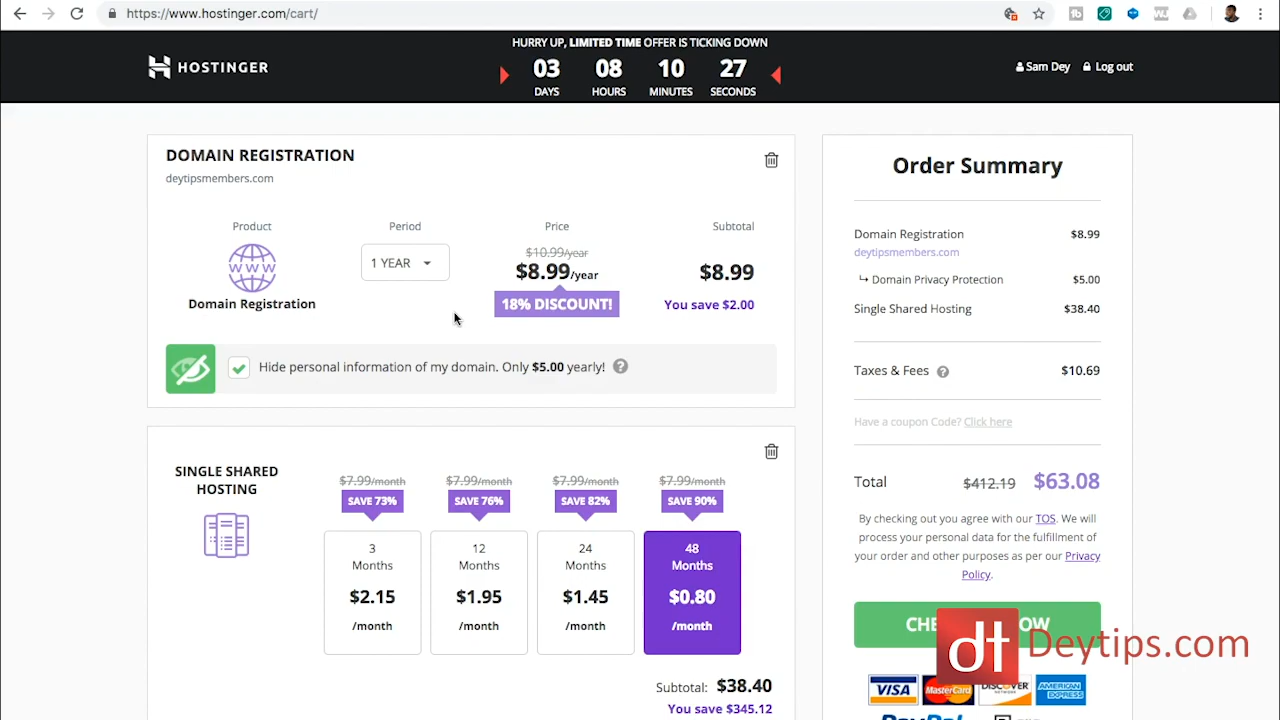 https://www.hostinger.com/cart/
HOSTINGER
HURRY UP, LIMITED TIME OFFER IS TICKING DOWN
03 08 10 27
DAYS HOURS MINUTES SECONDS
Sam Dey Log out
DOMAIN REGISTRATION
deytipsmembers.com
Product Period Price Subtotal
WWW
Domain Registration
1 YEAR
$10.99/year
$8.99/year
18% DISCOUNT!
$8.99
You save $2.00
Hide personal information of my domain. Only $5.00 yearly! ?
SINGLE SHARED
HOSTING
$7.99/month $7.99/month $7.99/month $7.99/month
SAVE 73% SAVE 76% SAVE 82% SAVE 90%
3 12 24 48
Months Months Months Months
$2.15 $1.95 $1.45 $0.80
/month /month /month /month
Subtotal: $38.40
You save $345.12
Order Summary
Domain Registration $8.99
deytipsmembers.com
Domain Privacy Protection $5.00
Single Shared Hosting $38.40
Taxes & Fees ? $10.69
Have a coupon Code? Click here
Total $412.19 $63.08
By checking out you agree with our TOS. We will
process your personal data for the fulfillment of
your order and other purposes as per our Privacy
Policy.
dt Deytips.com
VISA MasterCard DISCOVER AMERICAN EXPRESS
PayPal